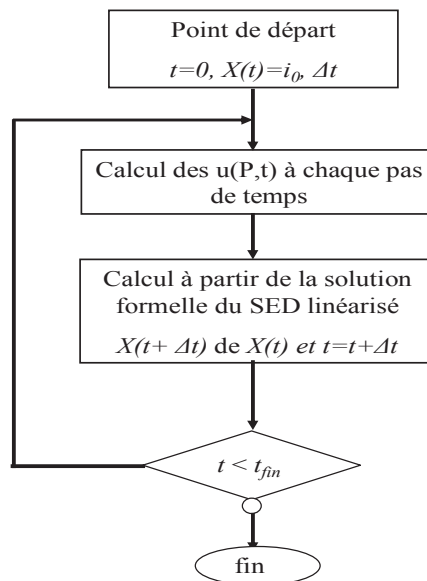 Point de départ
t=0, X(t)=i₀, Δt
Calcul des u(P,t) à chaque pas
de temps
Calcul à partir de la solution
formelle du SED linéarisé
X(t+ Δt) de X(t) et t=t+Δt
t < t_fin
fin